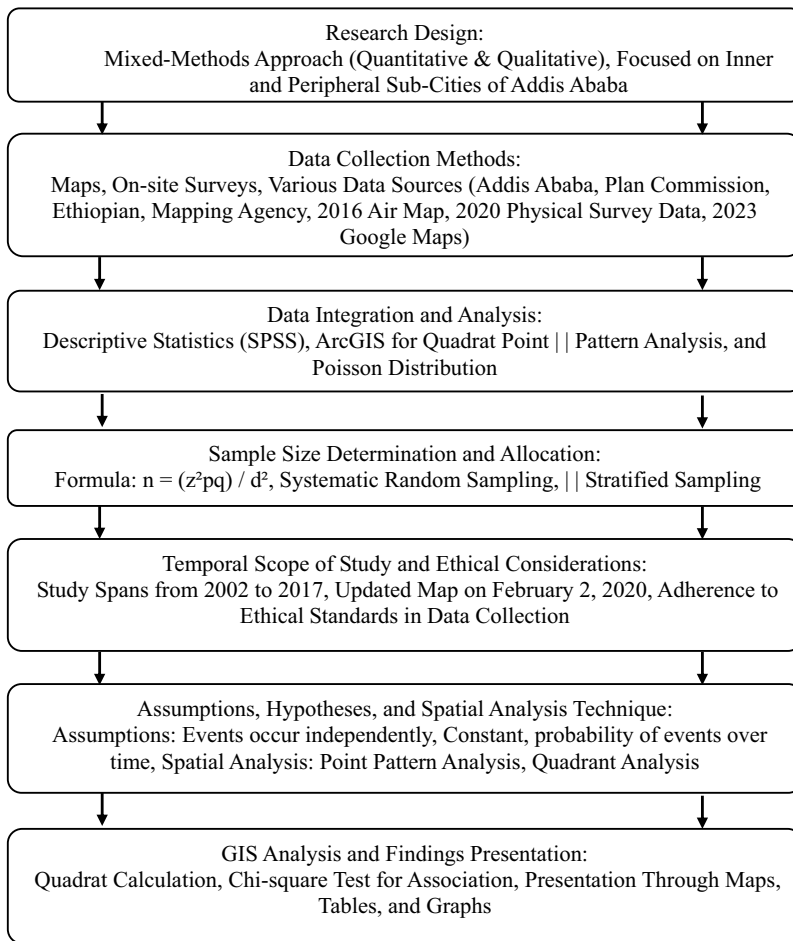 Research Design:
Mixed-Methods Approach (Quantitative & Qualitative), Focused on Inner
and Peripheral Sub-Cities of Addis Ababa
Data Collection Methods:
Maps, On-site Surveys, Various Data Sources (Addis Ababa, Plan Commission,
Ethiopian, Mapping Agency, 2016 Air Map, 2020 Physical Survey Data, 2023
Google Maps)
Data Integration and Analysis:
Descriptive Statistics (SPSS), ArcGIS for Quadrat Point || Pattern Analysis, and
Poisson Distribution
Sample Size Determination and Allocation:
Formula: n = (z²pq) / d², Systematic Random Sampling, || Stratified Sampling
Temporal Scope of Study and Ethical Considerations:
Study Spans from 2002 to 2017, Updated Map on February 2, 2020, Adherence to
Ethical Standards in Data Collection
Assumptions, Hypotheses, and Spatial Analysis Technique:
Assumptions: Events occur independently, Constant, probability of events over
time, Spatial Analysis: Point Pattern Analysis, Quadrant Analysis
GIS Analysis and Findings Presentation:
Quadrat Calculation, Chi-square Test for Association, Presentation Through Maps,
Tables, and Graphs